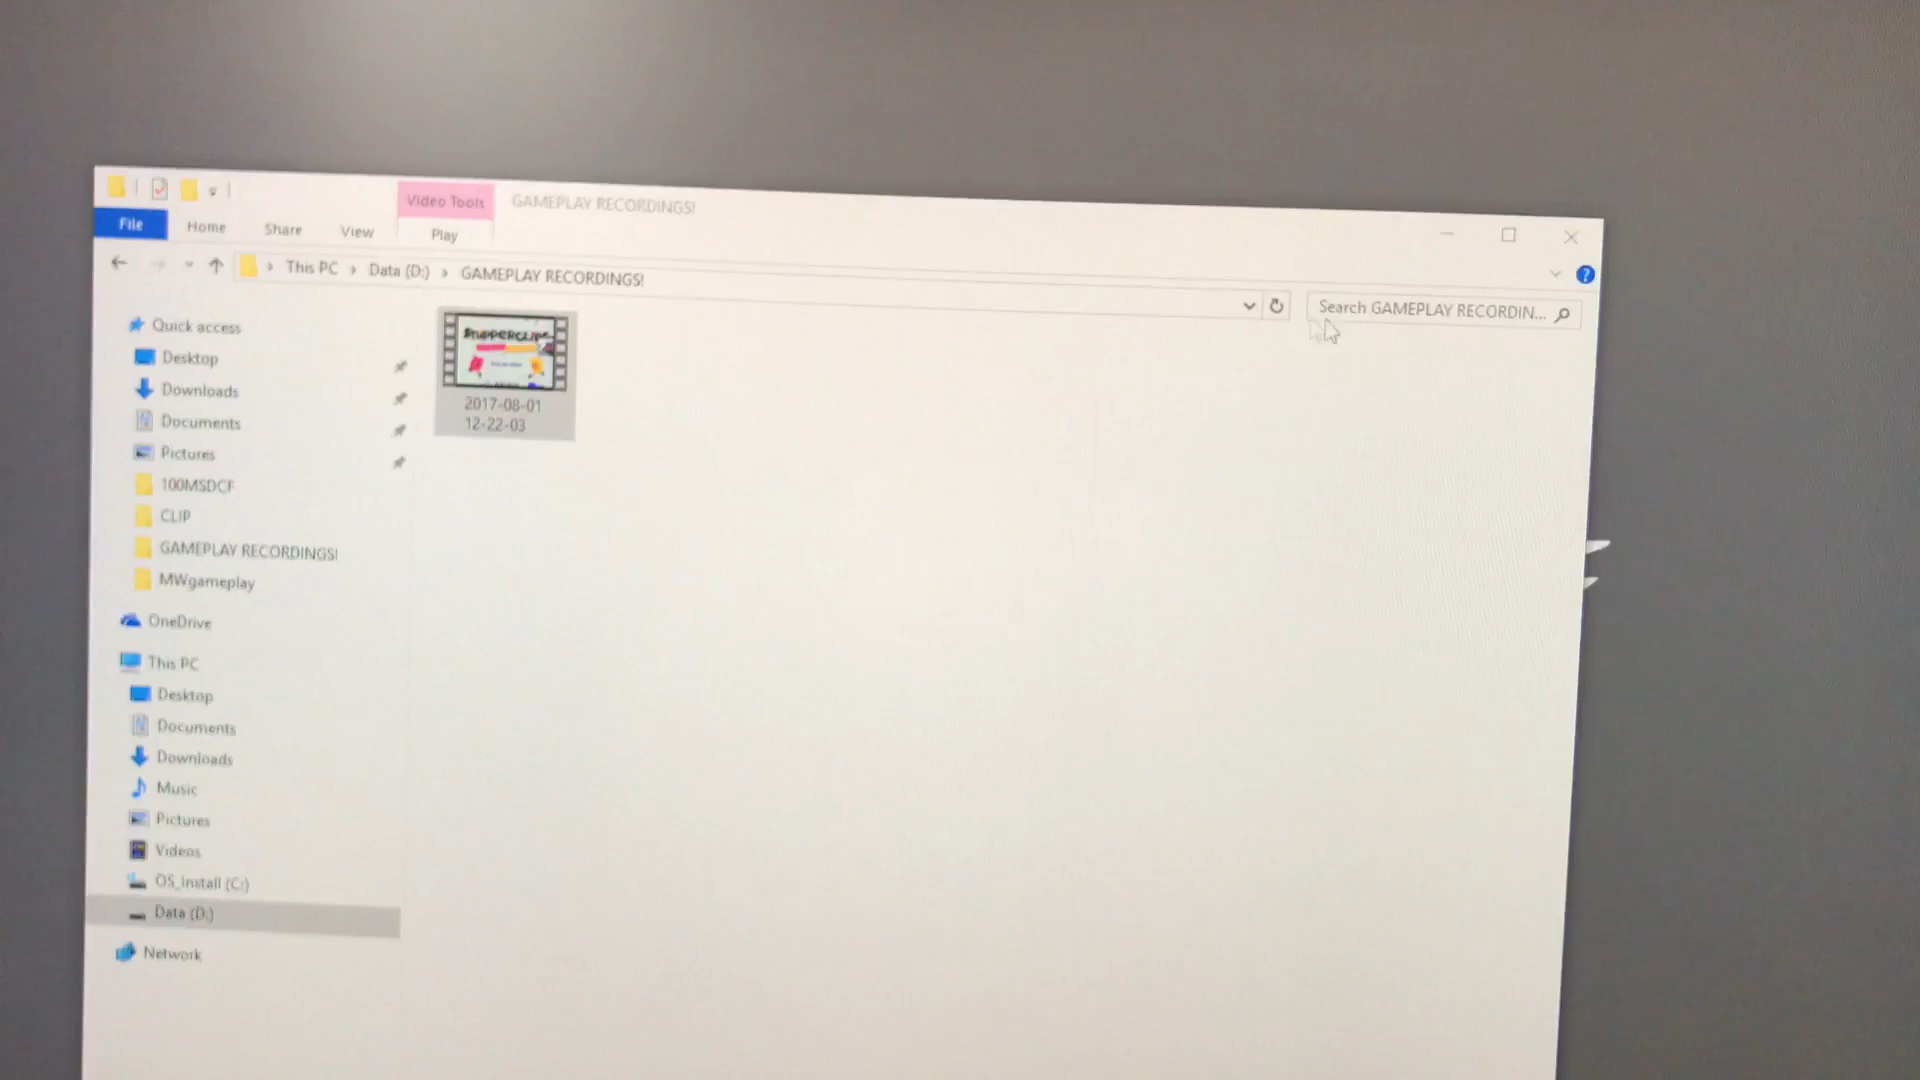 Video Tools
GAMEPLAY RECORDINGS!
File
Home
Share
View
Play
This PC
Data (D:)
GAMEPLAY RECORDINGS!
Search GAMEPLAY RECORDIN...
Quick access
Desktop
Downloads
Documents
Pictures
100MSDCF
CLIP
GAMEPLAY RECORDINGS!
MWgameplay
OneDrive
This PC
Desktop
Documents
Downloads
Music
Pictures
Videos
OS_Install (C:)
Data (D:)
Network
SNIPPERCLIPS
2017-08-01
12-22-03